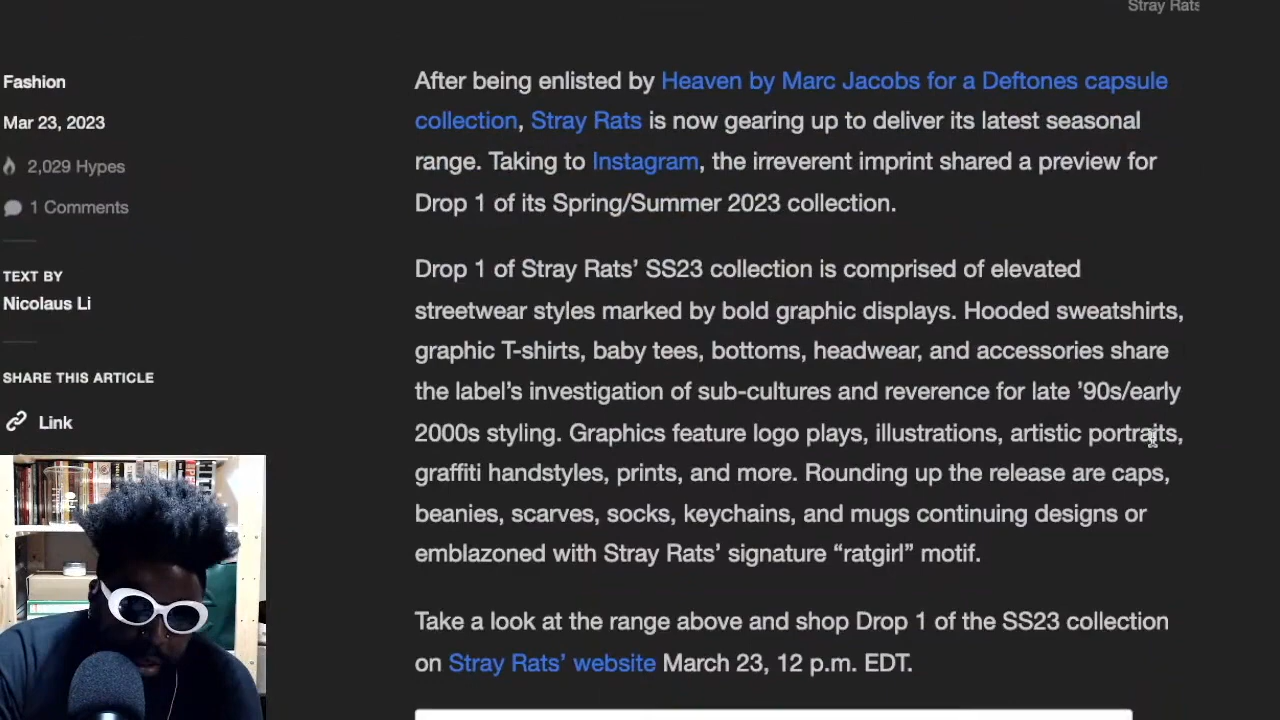 Stray Rats
Fashion
Mar 23, 2023
2,029 Hypes
1 Comments
TEXT BY
Nicolaus Li
SHARE THIS ARTICLE
Link
After being enlisted by Heaven by Marc Jacobs for a Deftones capsule
collection, Stray Rats is now gearing up to deliver its latest seasonal
range. Taking to Instagram, the irreverent imprint shared a preview for
Drop 1 of its Spring/Summer 2023 collection.
Drop 1 of Stray Rats’ SS23 collection is comprised of elevated
streetwear styles marked by bold graphic displays. Hooded sweatshirts,
graphic T-shirts, baby tees, bottoms, headwear, and accessories share
the label’s investigation of sub-cultures and reverence for late ’90s/early
2000s styling. Graphics feature logo plays, illustrations, artistic portraits,
graffiti handstyles, prints, and more. Rounding up the release are caps,
beanies, scarves, socks, keychains, and mugs continuing designs or
emblazoned with Stray Rats’ signature “ratgirl” motif.
Take a look at the range above and shop Drop 1 of the SS23 collection
on Stray Rats’ website March 23, 12 p.m. EDT.